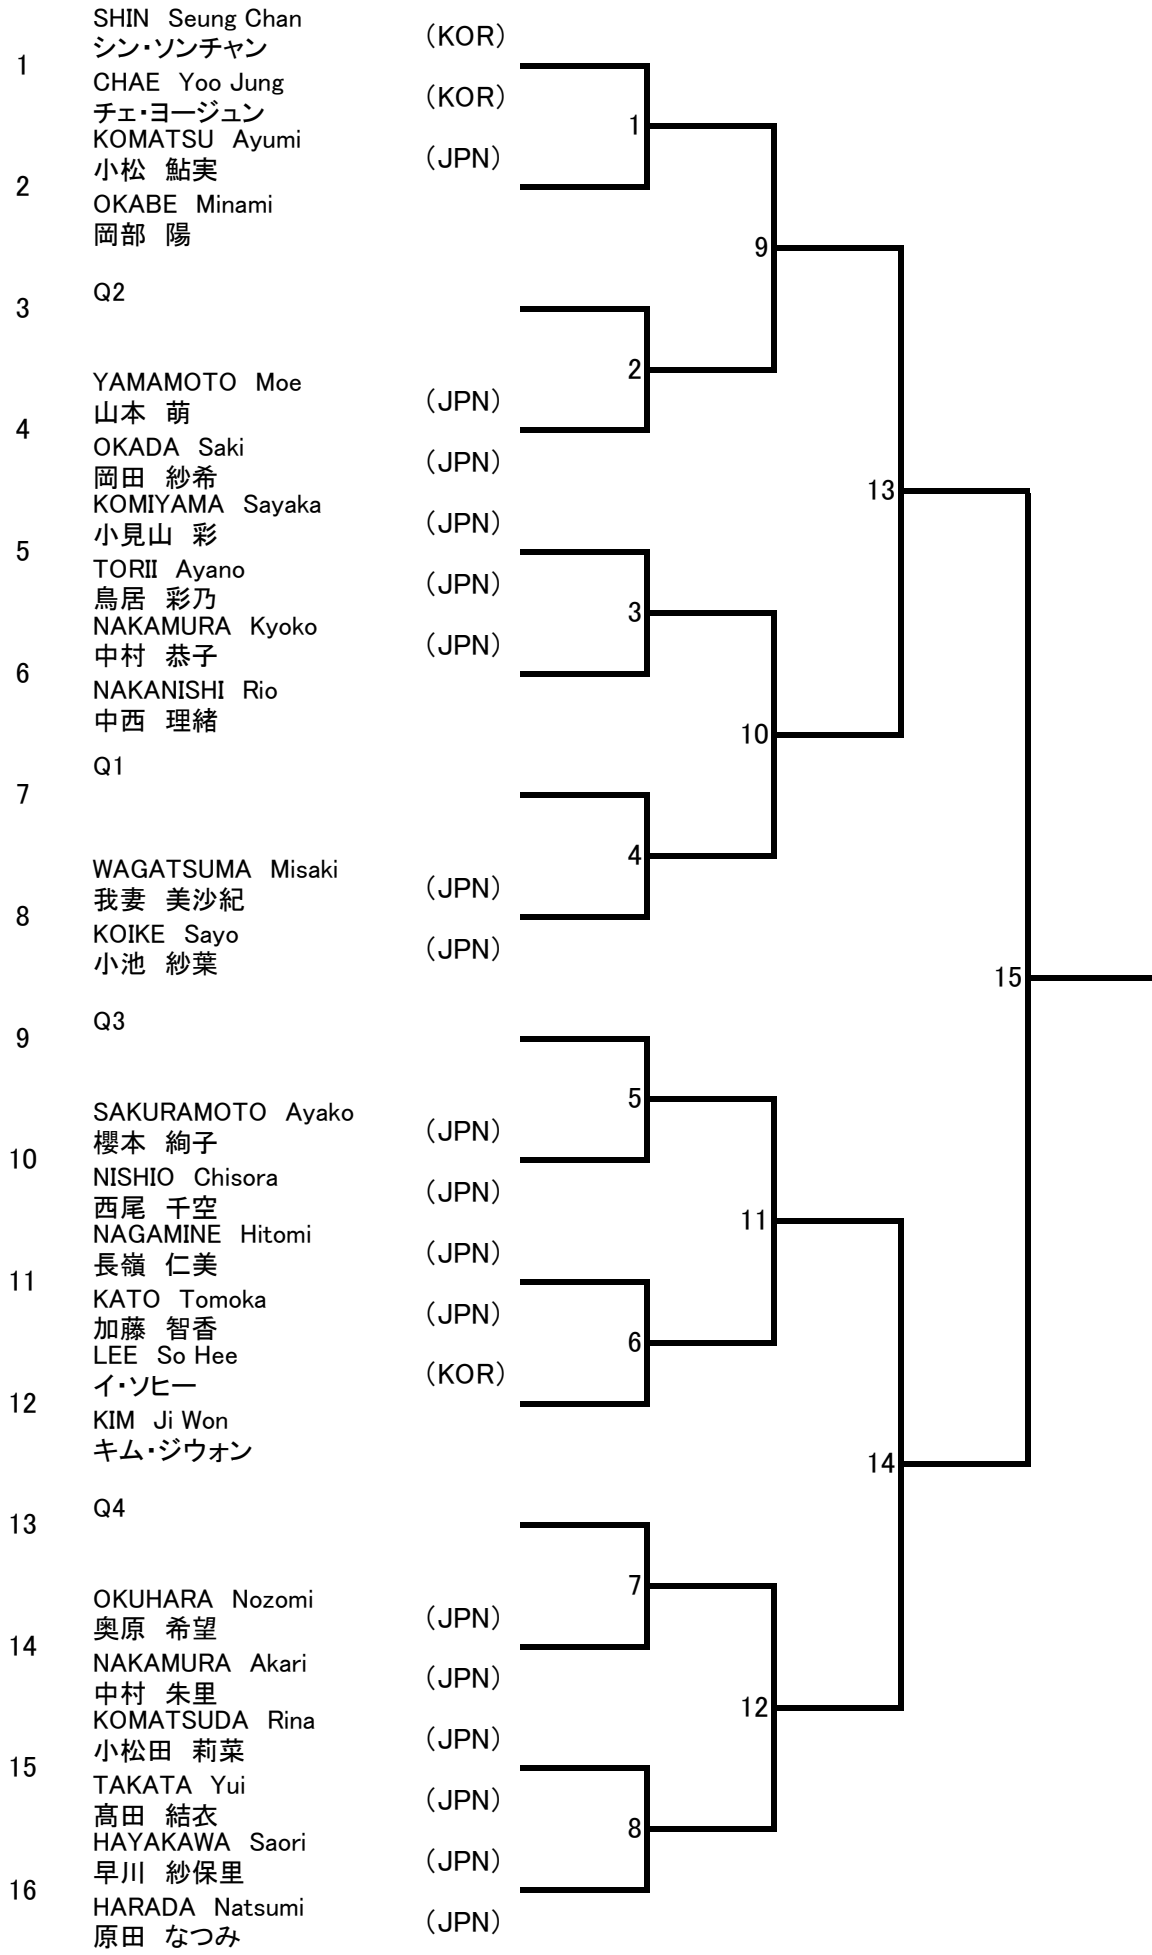 SHIN Seung Chan (KOR)
シン・ソンチャン
1
CHAE Yoo Jung (KOR)
チェ・ヨージュン
1
KOMATSU Ayumi (JPN)
小松 鮎実
2
OKABE Minami
岡部 陽
9
Q2
3
2
YAMAMOTO Moe (JPN)
山本 萌
4
OKADA Saki (JPN)
岡田 紗希
13
KOMIYAMA Sayaka (JPN)
小見山 彩
5
TORII Ayano (JPN)
鳥居 彩乃
3
NAKAMURA Kyoko (JPN)
中村 恭子
6
NAKANISHI Rio
中西 理緒
10
Q1
7
4
WAGATSUMA Misaki (JPN)
我妻 美沙紀
8
KOIKE Sayo (JPN)
小池 紗葉
15
Q3
9
5
SAKURAMOTO Ayako (JPN)
櫻本 絢子
10
NISHIO Chisora (JPN)
西尾 千空
11
NAGAMINE Hitomi (JPN)
長嶺 仁美
11
KATO Tomoka (JPN)
加藤 智香
6
LEE So Hee (KOR)
イ・ソヒー
12
KIM Ji Won
キム・ジウォン
14
Q4
13
7
OKUHARA Nozomi (JPN)
奥原 希望
14
NAKAMURA Akari (JPN)
中村 朱里
12
KOMATSUDA Rina (JPN)
小松田 莉菜
15
TAKATA Yui (JPN)
髙田 結衣
8
HAYAKAWA Saori (JPN)
早川 紗保里
16
HARADA Natsumi (JPN)
原田 なつみ